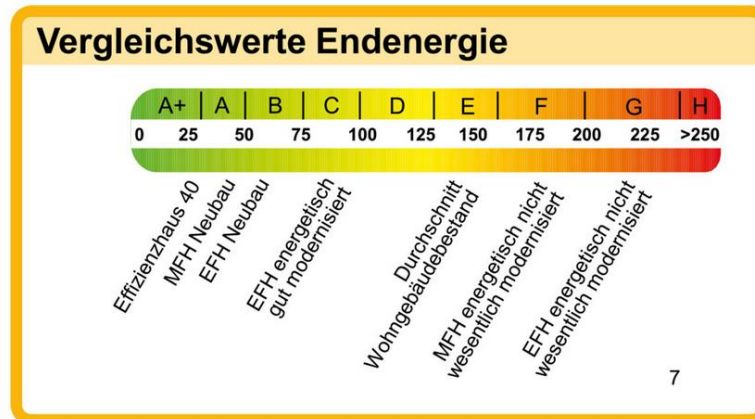 Vergleichswerte Endenergie
A+ A B C D E F G H
0 25 50 75 100 125 150 175 200 225 >250
Effizienzhaus 40
MFH Neubau
EFH Neubau
EFH energetisch
gut modernisiert
Durchschnitt
Wohngebäudebestand
MFH energetisch nicht
wesentlich modernisiert
EFH energetisch nicht
wesentlich modernisiert
7